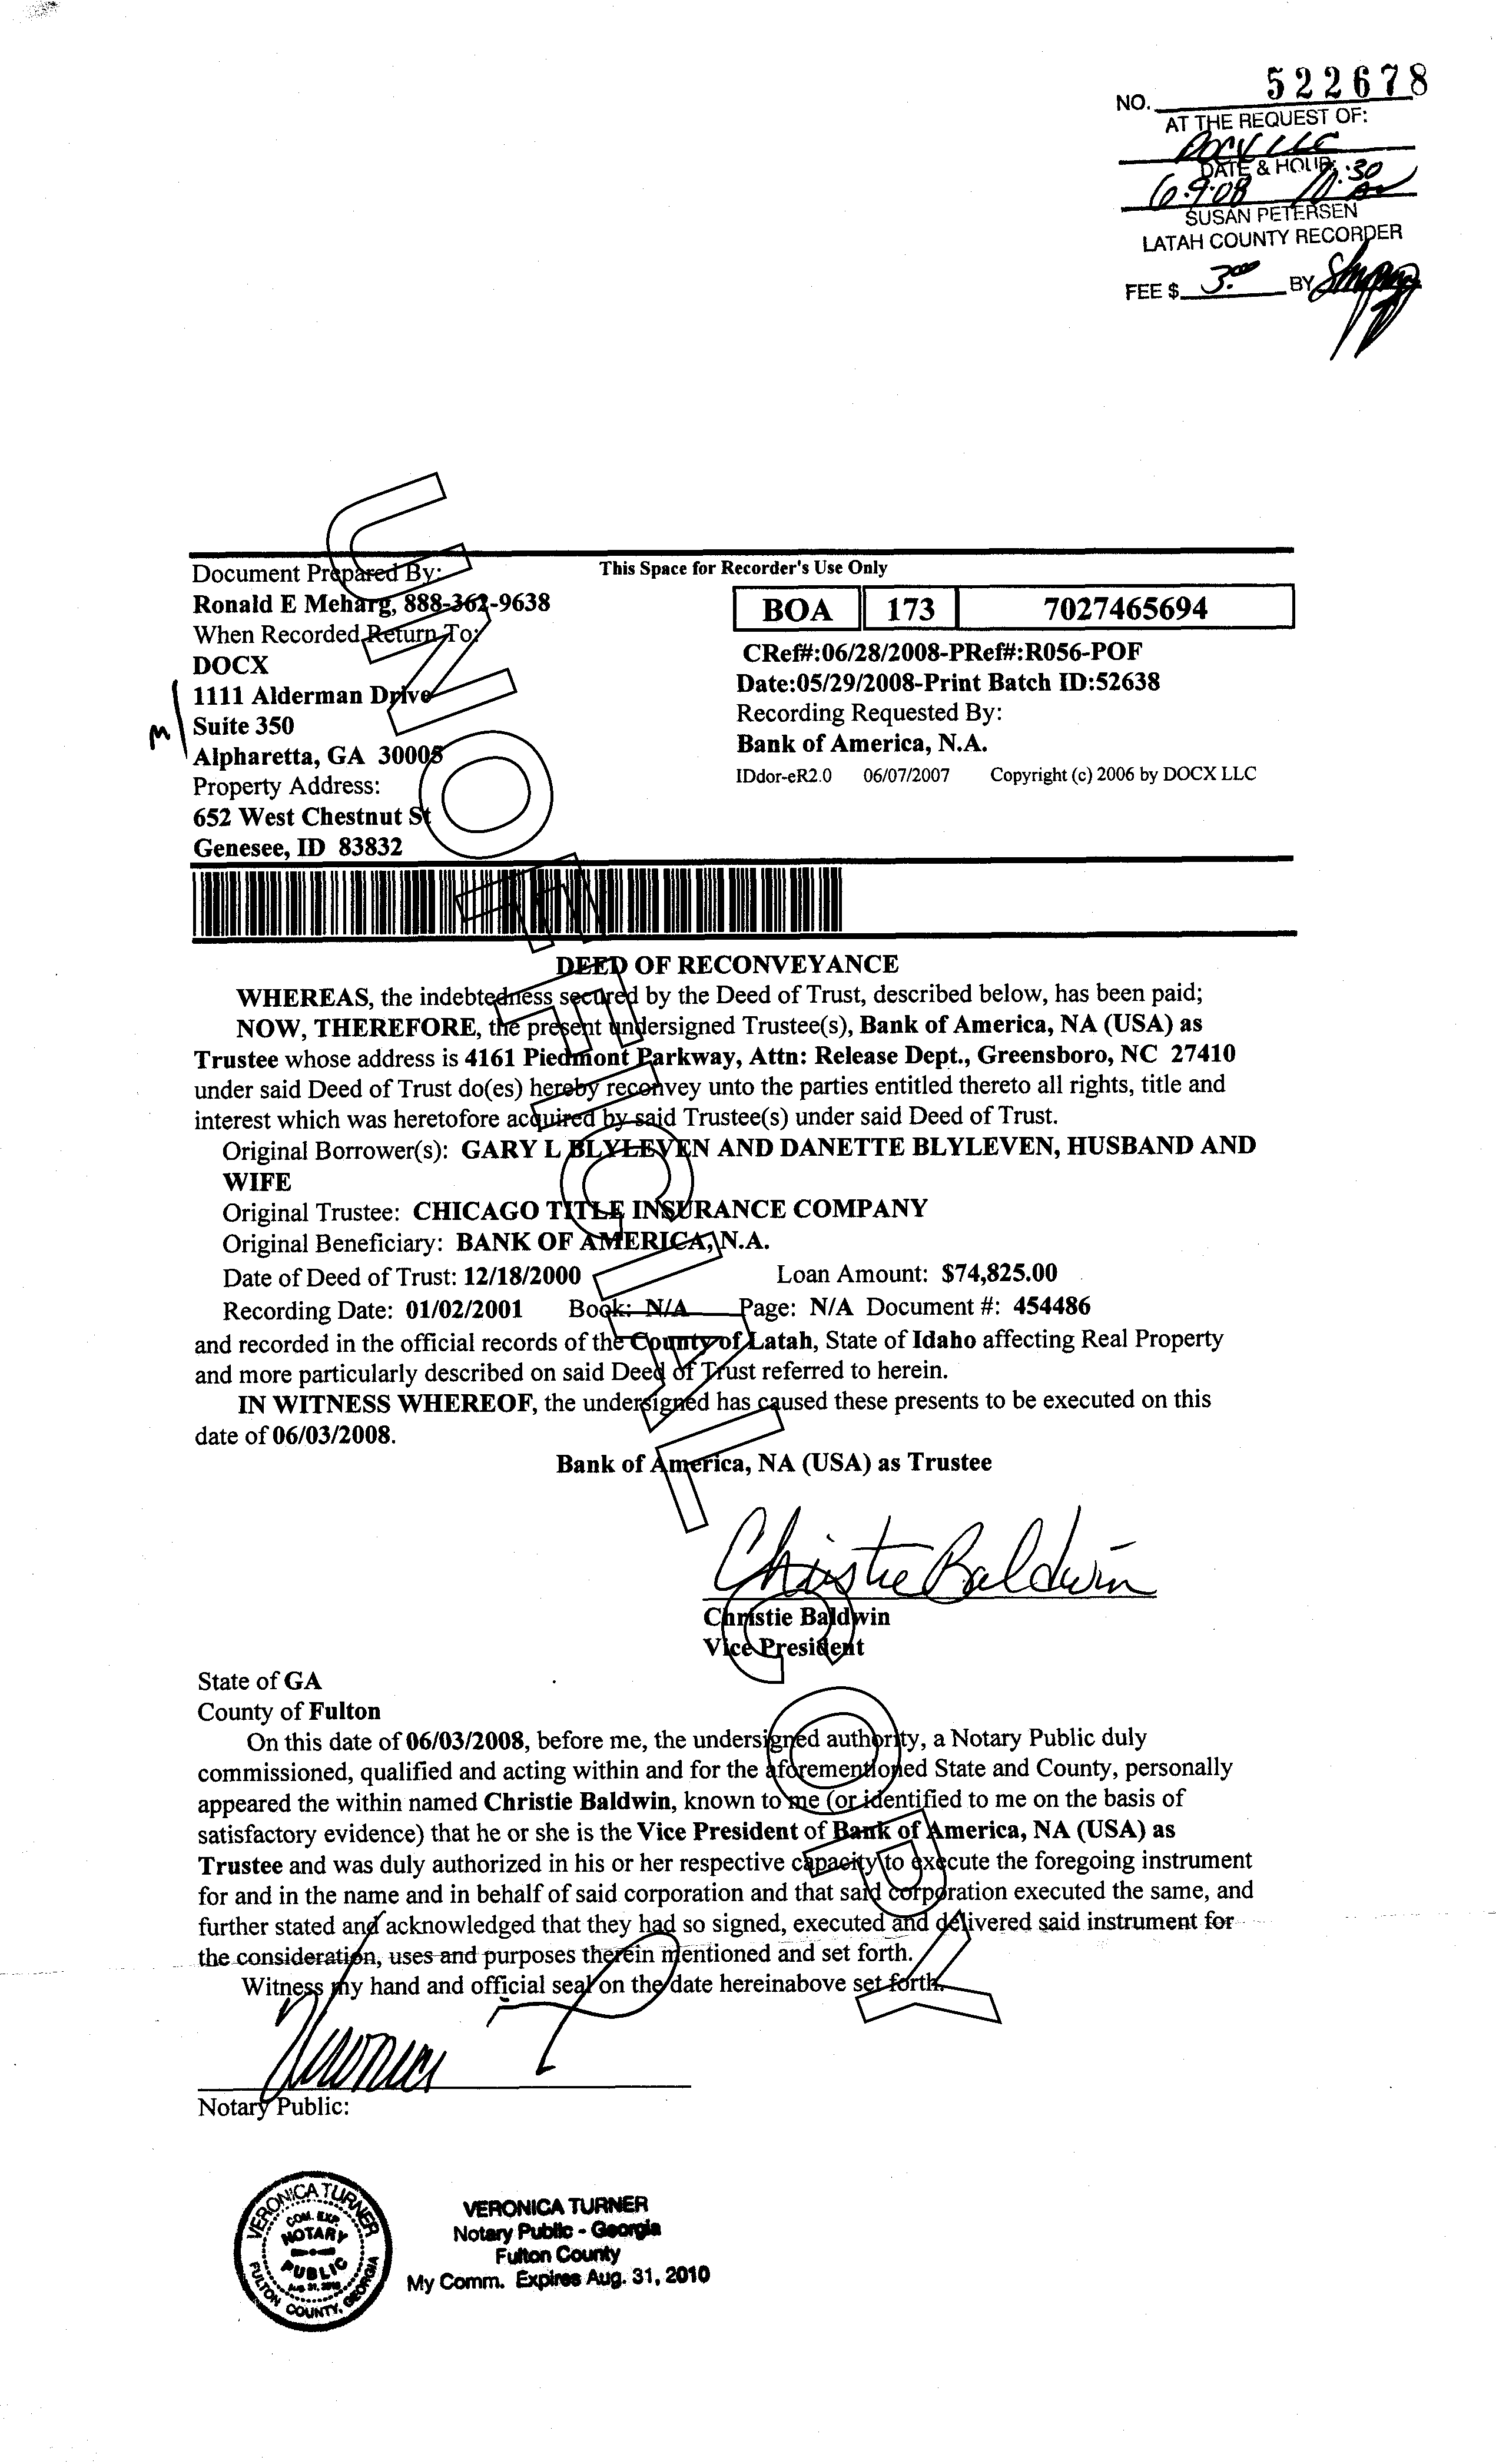 NO. 522678
AT THE REQUEST OF:
DOCX LLC
DATE & HOUR:
6.9.08 :30
SUSAN PETERSEN
LATAH COUNTY RECORDER
FEE $ 3.00 BY
This Space for Recorder's Use Only
Document Prepared By:
Ronald E Meharg, 888-362-9638
When Recorded Return To:
DOCX
1111 Alderman Drive
Suite 350
Alpharetta, GA 30005
Property Address:
652 West Chestnut St
Genesee, ID 83832
M
BOA 173 7027465694
CRef#:06/28/2008-PRef#:R056-POF
Date:05/29/2008-Print Batch ID:52638
Recording Requested By:
Bank of America, N.A.
IDdor-eR2.0 06/07/2007 Copyright (c) 2006 by DOCX LLC
DEED OF RECONVEYANCE
WHEREAS, the indebtedness secured by the Deed of Trust, described below, has been paid;
NOW, THEREFORE, the present undersigned Trustee(s), Bank of America, NA (USA) as
Trustee whose address is 4161 Piedmont Parkway, Attn: Release Dept., Greensboro, NC 27410
under said Deed of Trust do(es) hereby reconvey unto the parties entitled thereto all rights, title and
interest which was heretofore acquired by said Trustee(s) under said Deed of Trust.
Original Borrower(s): GARY L BLYLEVEN AND DANETTE BLYLEVEN, HUSBAND AND
WIFE
Original Trustee: CHICAGO TITLE INSURANCE COMPANY
Original Beneficiary: BANK OF AMERICA, N.A.
Date of Deed of Trust: 12/18/2000 Loan Amount: $74,825.00
Recording Date: 01/02/2001 Book: N/A Page: N/A Document #: 454486
and recorded in the official records of the County of Latah, State of Idaho affecting Real Property
and more particularly described on said Deed of Trust referred to herein.
IN WITNESS WHEREOF, the undersigned has caused these presents to be executed on this
date of 06/03/2008.
Bank of America, NA (USA) as Trustee
Christie Baldwin
Christie Baldwin
Vice President
State of GA
County of Fulton
On this date of 06/03/2008, before me, the undersigned authority, a Notary Public duly
commissioned, qualified and acting within and for the aforementioned State and County, personally
appeared the within named Christie Baldwin, known to me (or identified to me on the basis of
satisfactory evidence) that he or she is the Vice President of Bank of America, NA (USA) as
Trustee and was duly authorized in his or her respective capacity to execute the foregoing instrument
for and in the name and in behalf of said corporation and that said corporation executed the same, and
further stated and acknowledged that they had so signed, executed and delivered said instrument for
the consideration, uses and purposes therein mentioned and set forth.
Witness my hand and official seal on the date hereinabove set forth.
Notary Public:
VERONICA TURNER
COM. EXP.
NOTARY
PUBLIC
Aug. 31, 2010
FULTON COUNTY, GEORGIA
VERONICA TURNER
Notary Public - Georgia
Fulton County
My Comm. Expires Aug. 31, 2010
UNOFFICIAL COPY